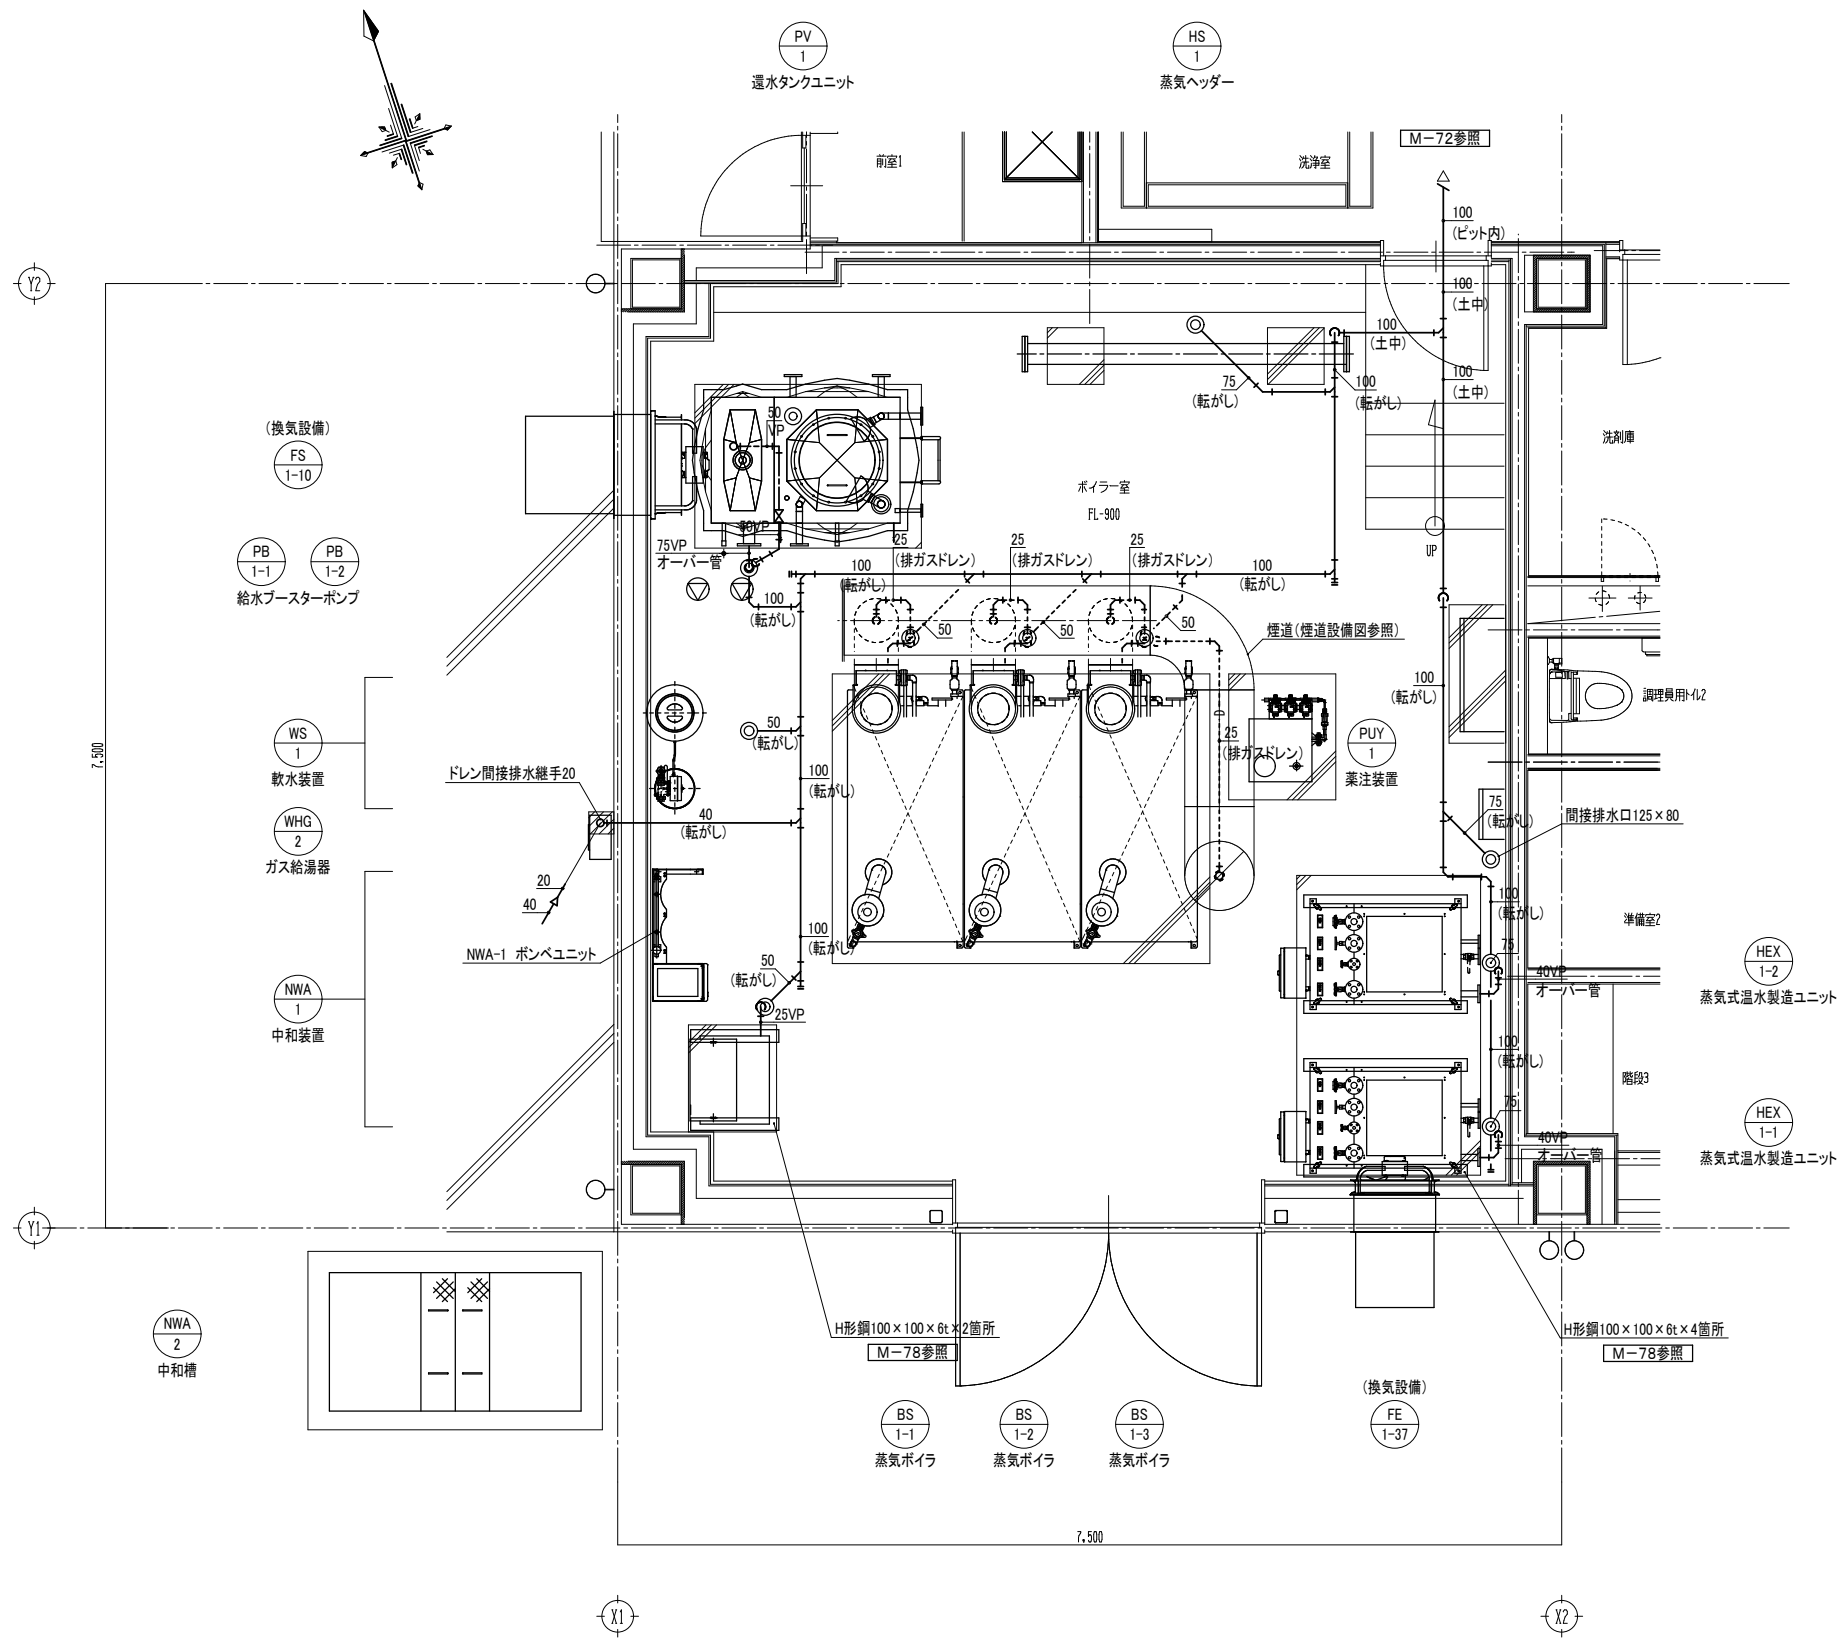 PV
1
還水タンクユニット
HS
1
蒸気ヘッダー
M－72参照
前室1
洗浄室
100
(ピット内)
Y2
100
(土中)
100
(土中)
75
(転がし)
100
(転がし)
100
(土中)
(換気設備)
FS
1-10
50
VP
洗剤庫
ボイラー室
FL-900
UP
50VP
75VP
オーバー管
25
(排ガスドレン)
25
(排ガスドレン)
25
(排ガスドレン)
100
(転がし)
100
(転がし)
PB
1-1
PB
1-2
給水ブースターポンプ
100
(転がし)
50
50
50
煙道(煙道設備図参照)
100
(転がし)
調理員用トイレ2
7,500
WS
1
軟水装置
50
(転がし)
D
25
(排ガスドレン)
PUY
1
薬注装置
ドレン間接排水継手20
100
(転がし)
WHG
2
ガス給湯器
40
(転がし)
75
(転がし)
間接排水口125×80
20
40
100
(転がし)
準備室2
NWA-1 ボンベユニット
100
(転がし)
50
(転がし)
75
40VP
オーバー管
HEX
1-2
蒸気式温水製造ユニット
NWA
1
中和装置
25VP
100
(転がし)
階段3
75
40VP
オーバー管
HEX
1-1
蒸気式温水製造ユニット
Y1
NWA
2
中和槽
H形鋼100×100×6t×2箇所
M－78参照
H形鋼100×100×6t×4箇所
M－78参照
BS
1-1
蒸気ボイラ
BS
1-2
蒸気ボイラ
BS
1-3
蒸気ボイラ
(換気設備)
FE
1-37
7,500
X1
X2